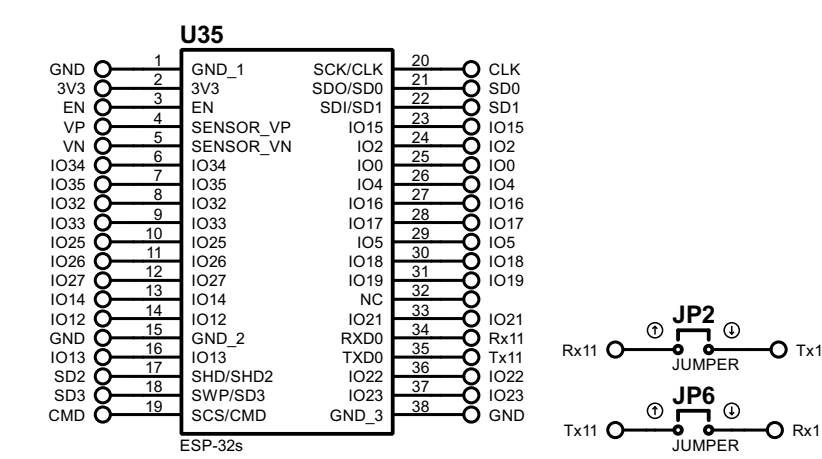 U35
GND 1 GND_1 SCK/CLK 20 CLK
3V3 2 3V3 SDO/SD0 21 SD0
EN 3 EN SDI/SD1 22 SD1
VP 4 SENSOR_VP IO15 23 IO15
VN 5 SENSOR_VN IO2 24 IO2
IO34 6 IO34 IO0 25 IO0
IO35 7 IO35 IO4 26 IO4
IO32 8 IO32 IO16 27 IO16
IO33 9 IO33 IO17 28 IO17
IO25 10 IO25 IO5 29 IO5
IO26 11 IO26 IO18 30 IO18
IO27 12 IO27 IO19 31 IO19
IO14 13 IO14 NC 32
IO12 14 IO12 IO21 33 IO21
GND 15 GND_2 RXD0 34 Rx11
IO13 16 IO13 TXD0 35 Tx11
SD2 17 SHD/SHD2 IO22 36 IO22
SD3 18 SWP/SD3 IO23 37 IO23
CMD 19 SCS/CMD GND_3 38 GND
ESP-32s
JP2
Rx11 Tx1
JUMPER
JP6
Tx11 Rx1
JUMPER